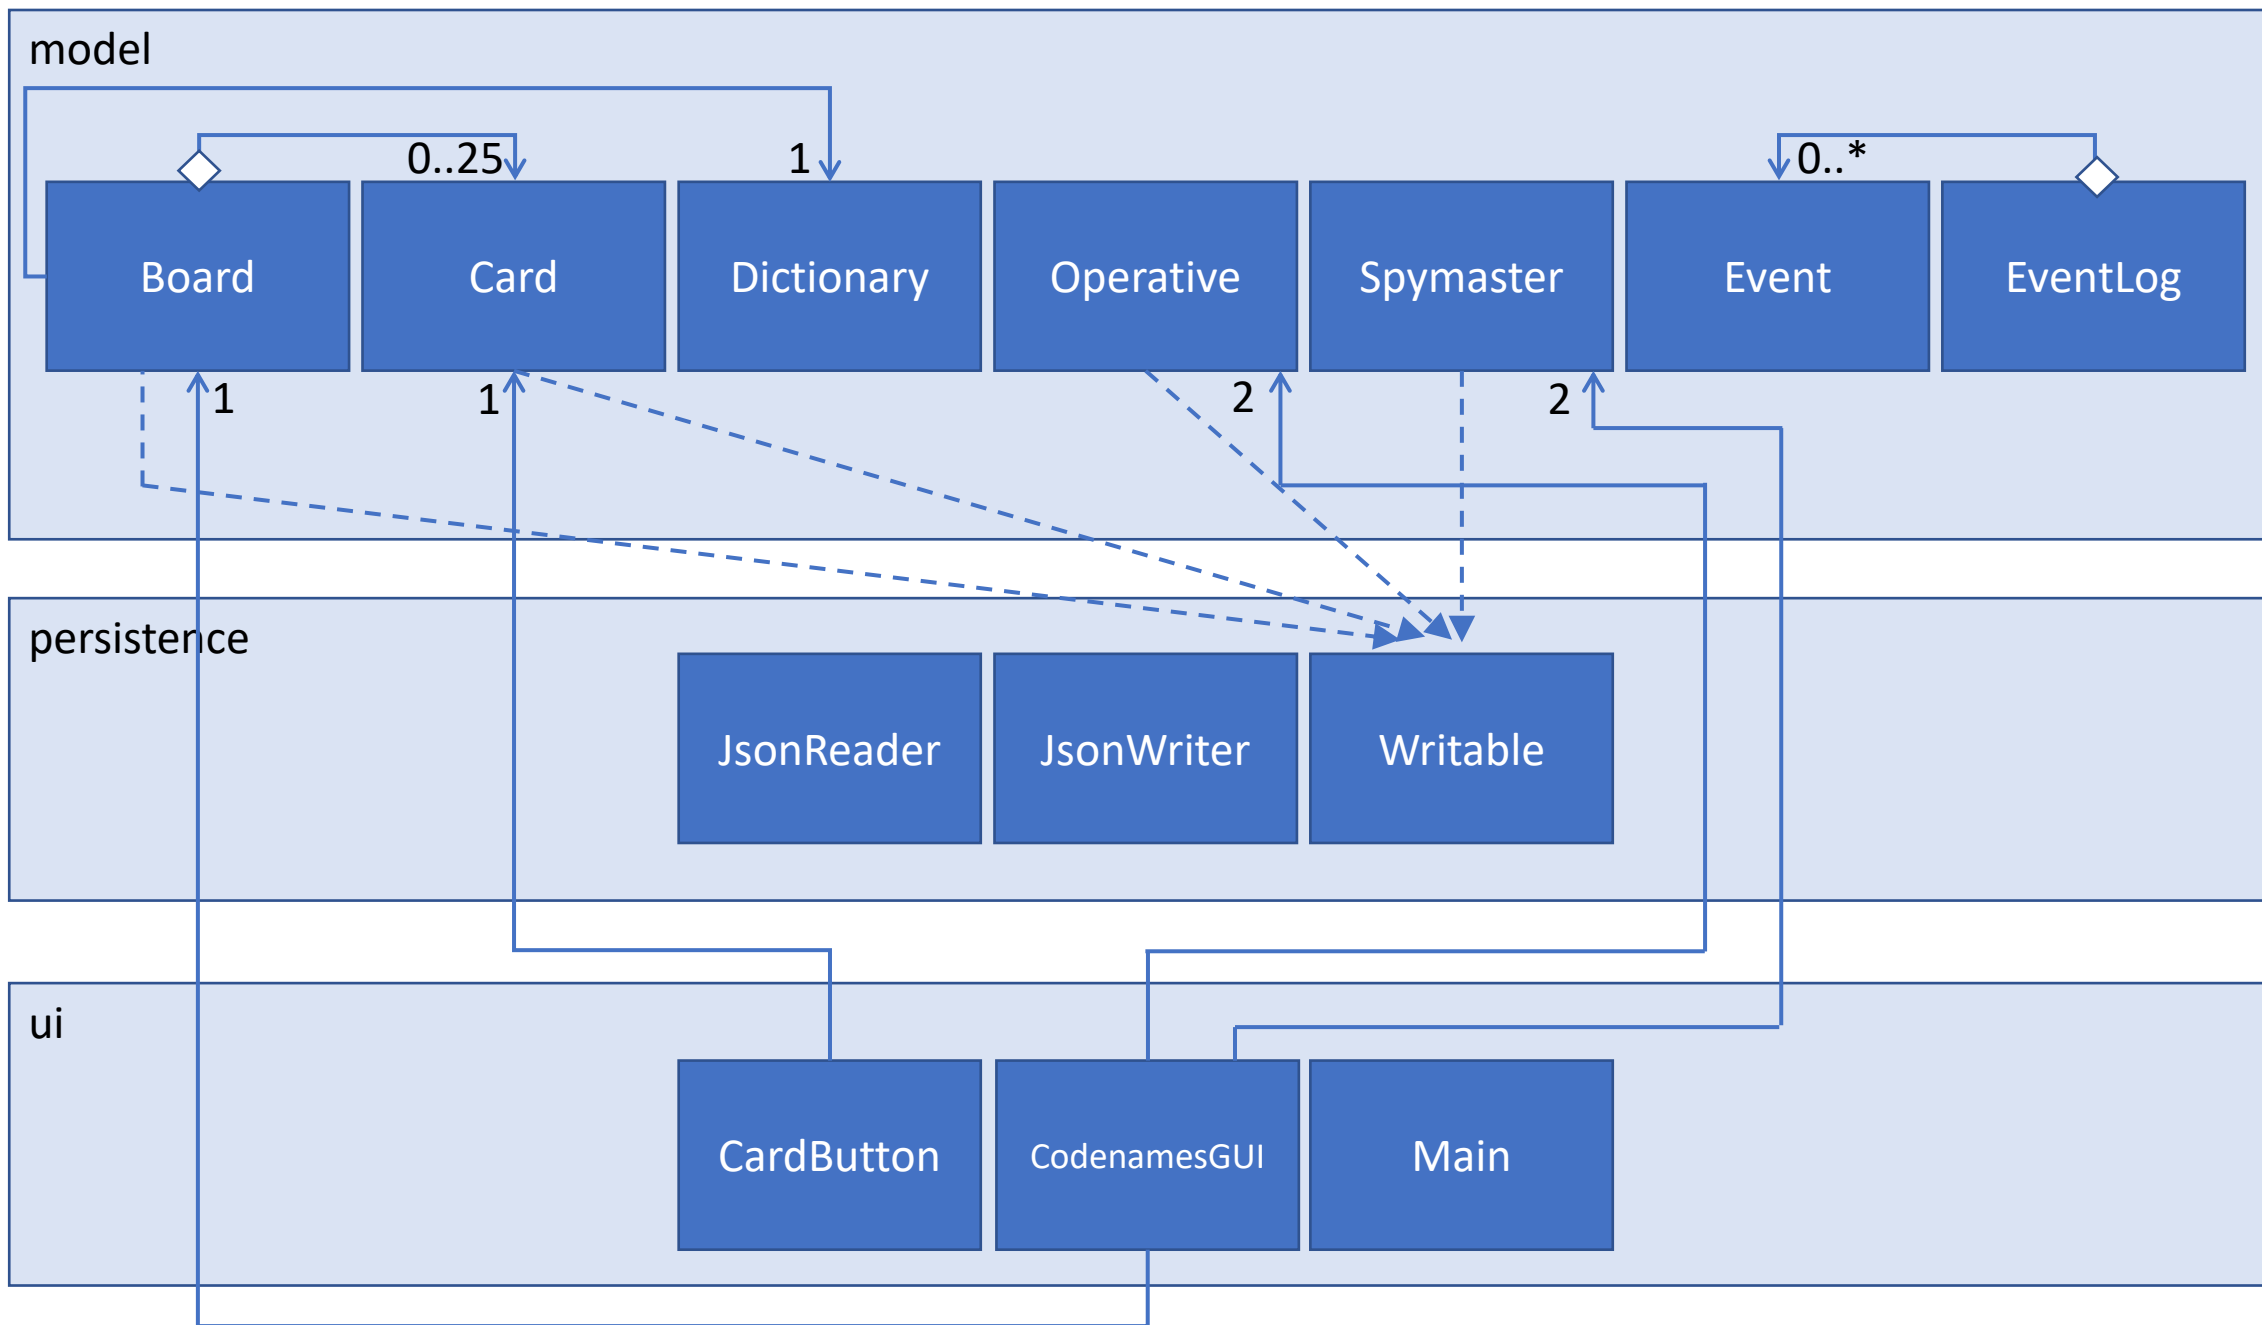 model
0..25
1
0..*
Board
Card
Dictionary
Operative
Spymaster
Event
EventLog
1
1
2
2
persistence
JsonReader
JsonWriter
Writable
ui
CardButton
CodenamesGUI
Main